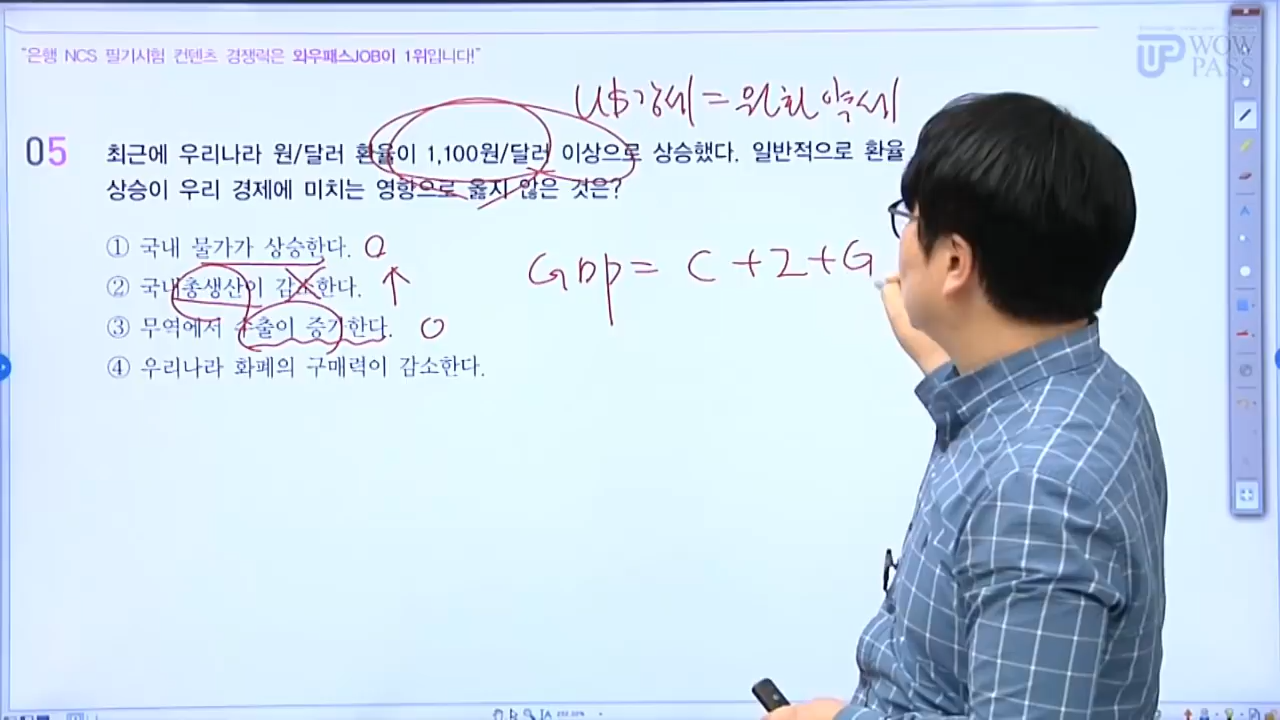 "은행 NCS 필기시험 컨텐츠 경쟁력은 와우패스JOB이 1위입니다!"
UP WOW PASS
U$강세 = 원화 약세
05 최근에 우리나라 원/달러 환율이 1,100원/달러 이상으로 상승했다. 일반적으로 환율
상승이 우리 경제에 미치는 영향으로 옳지 않은 것은?
① 국내 물가가 상승한다. O
GDP = C + I + G
② 국내총생산이 감소한다. ↑
③ 무역에서 수출이 증가한다. O
④ 우리나라 화폐의 구매력이 감소한다.